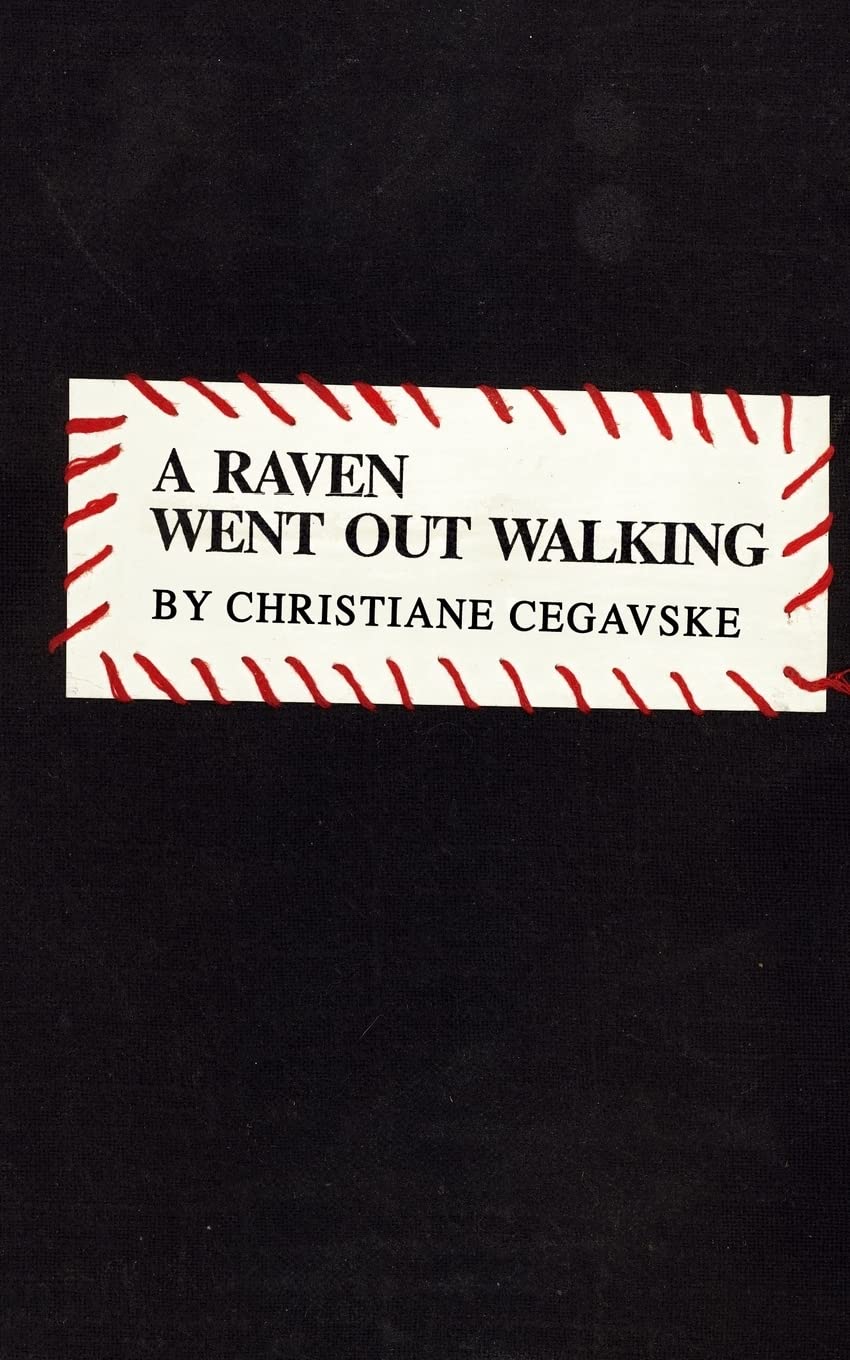 A RAVEN
WENT OUT WALKING
BY CHRISTIANE CEGAVSKE